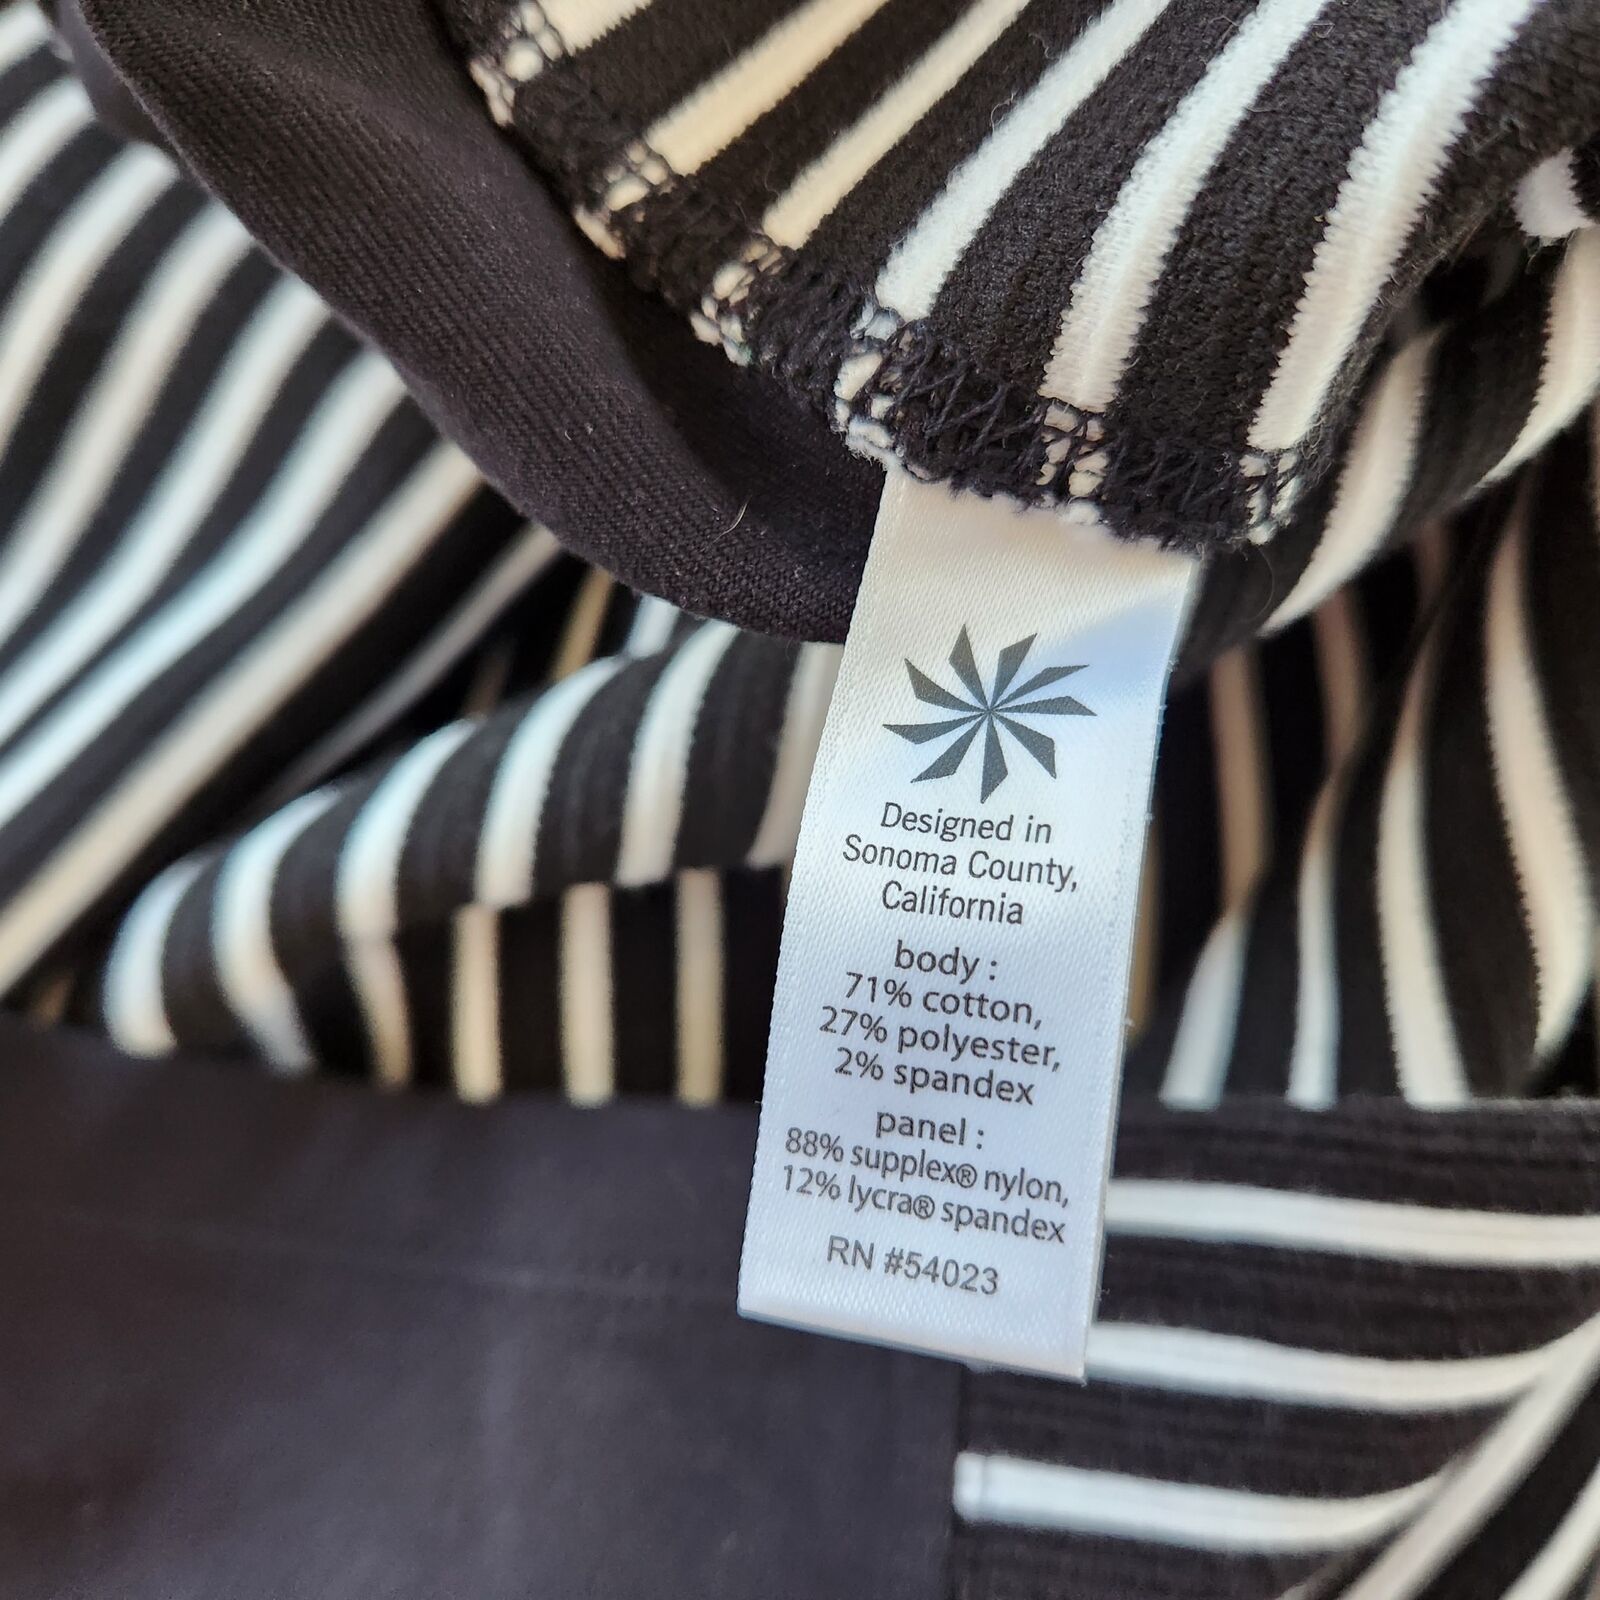 Designed in
Sonoma County,
California
body :
71% cotton,
27% polyester,
2% spandex
panel :
88% supplex® nylon,
12% lycra® spandex
RN #54023